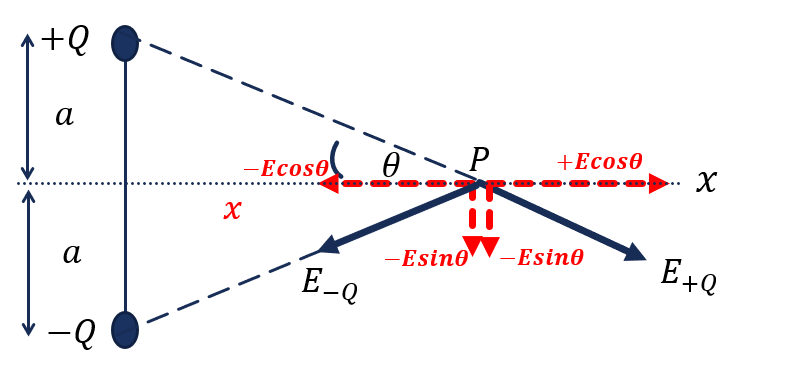 +Q
a
−Ecosθ
θ
P
+Ecosθ
x
x
a
−Esinθ
−Esinθ
E₋Q
E₊Q
−Q